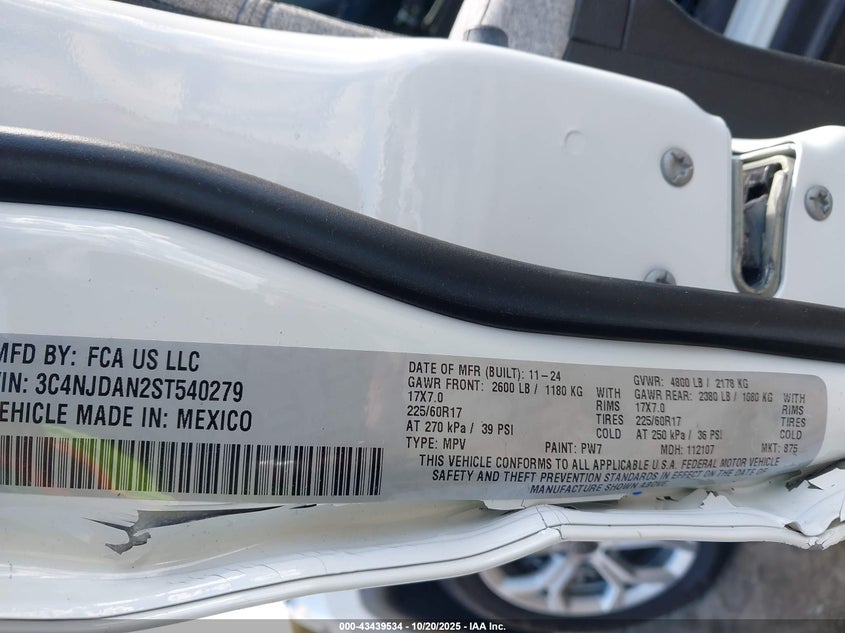 MFD BY: FCA US LLC
VIN: 3C4NJDAN2ST540279
VEHICLE MADE IN: MEXICO
DATE OF MFR (BUILT): 11-24
GAWR FRONT: 2600 LB / 1180 KG WITH
17X7.0 RIMS
225/60R17 TIRES
AT 270 kPa / 39 PSI COLD
TYPE: MPV PAINT: PW7
GVWR: 4800 LB / 2178 KG
GAWR REAR: 2380 LB / 1080 KG WITH
17X7.0 RIMS
225/60R17 TIRES
AT 250 kPa / 36 PSI COLD
MDH: 112107 MKT: 875
THIS VEHICLE CONFORMS TO ALL APPLICABLE U.S.A. FEDERAL MOTOR VEHICLE
SAFETY AND THEFT PREVENTION STANDARDS IN EFFECT ON THE DATE OF
MANUFACTURE SHOWN ABOVE
000-43439534 - 10/20/2025 - IAA Inc.